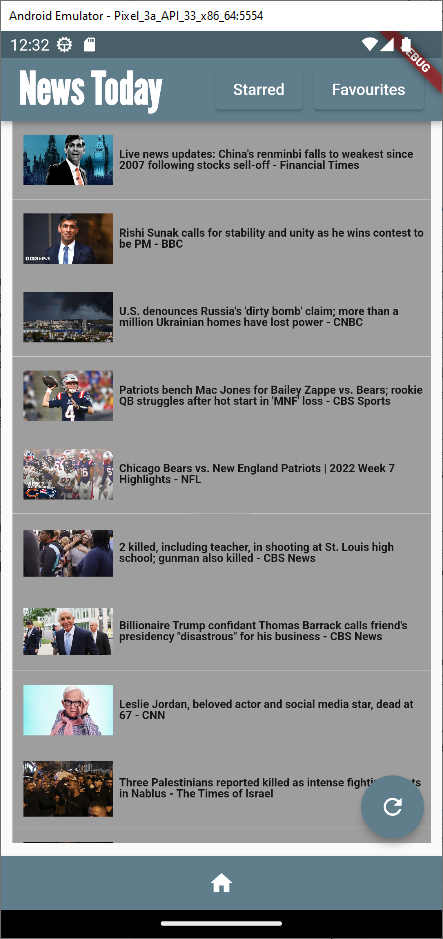 Android Emulator - Pixel_3a_API_33_x86_64:5554
12:32
DEBUG
News Today
Starred
Favourites
Live news updates: China's renminbi falls to weakest since
2007 following stocks sell-off - Financial Times
Rishi Sunak calls for stability and unity as he wins contest to
be PM - BBC
U.S. denounces Russia's 'dirty bomb' claim; more than a
million Ukrainian homes have lost power - CNBC
Patriots bench Mac Jones for Bailey Zappe vs. Bears; rookie
QB struggles after hot start in 'MNF' loss - CBS Sports
Chicago Bears vs. New England Patriots | 2022 Week 7
Highlights - NFL
2 killed, including teacher, in shooting at St. Louis high
school; gunman also killed - CBS News
Billionaire Trump confidant Thomas Barrack calls friend's
presidency "disastrous" for his business - CBS News
Leslie Jordan, beloved actor and social media star, dead at
67 - CNN
Three Palestinians reported killed as intense
in Nablus - The Times of Israel